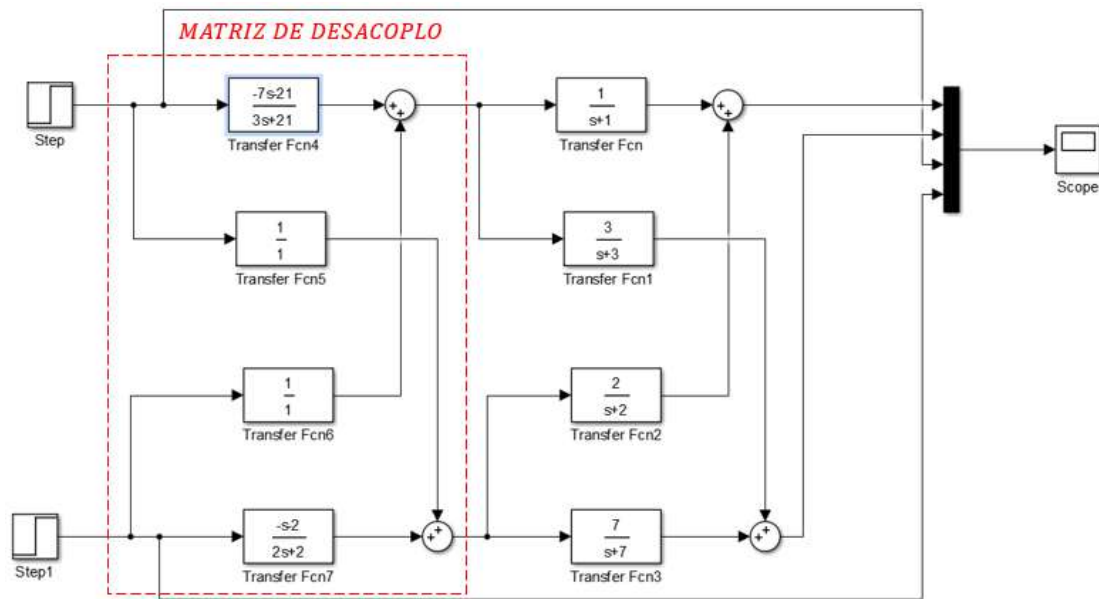 MATRIZ DE DESACOPLO
Step
-7s-21
3s+21
Transfer Fcn4
1
s+1
Transfer Fcn
Scope
1
1
Transfer Fcn5
3
s+3
Transfer Fcn1
1
1
Transfer Fcn6
2
s+2
Transfer Fcn2
Step1
-s-2
2s+2
Transfer Fcn7
7
s+7
Transfer Fcn3